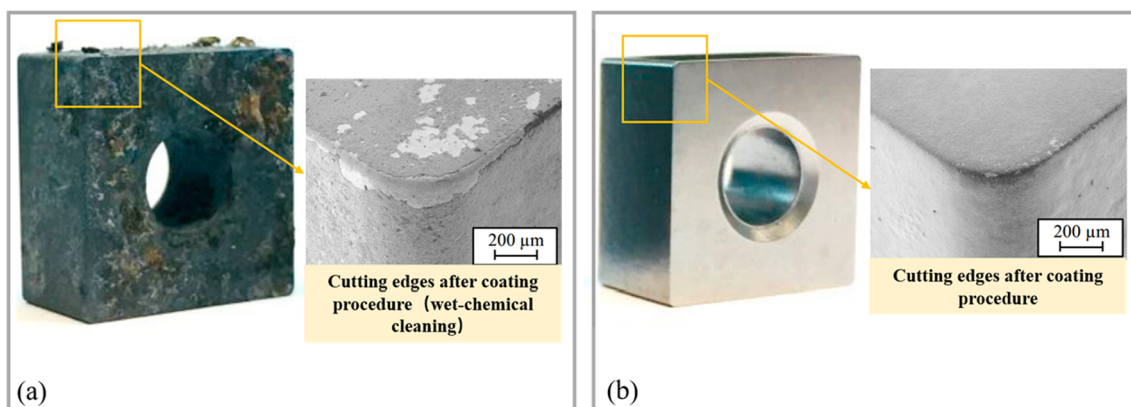 200 µm
Cutting edges after coating
procedure（wet-chemical
cleaning）
(a)
200 µm
Cutting edges after coating
procedure
(b)